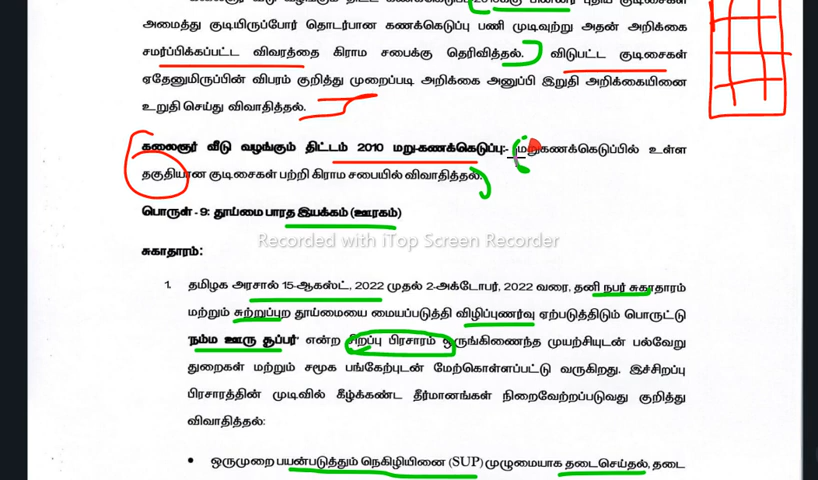 2010க்கு பின்னர் புதிய குடிசைகள்
அமைத்து குடியிருப்போர் தொடர்பான கணக்கெடுப்பு பணி முடிவுற்று அதன் அறிக்கை
சமர்ப்பிக்கப்பட்ட விவரத்தை கிராம சபைக்கு தெரிவித்தல். விடுபட்ட குடிசைகள்
ஏதேனுமிருப்பின் விபரம் குறித்து முறைப்படி அறிக்கை அனுப்பி இறுதி அறிக்கையினை
உறுதி செய்து விவாதித்தல்.
கலைஞர் வீடு வழங்கும் திட்டம் 2010 மறு-கணக்கெடுப்பு:- மறுகணக்கெடுப்பில் உள்ள
தகுதியான குடிசைகள் பற்றி கிராம சபையில் விவாதித்தல்.
பொருள் - 9: தூய்மை பாரத இயக்கம் (ஊரகம்)
Recorded with iTop Screen Recorder
சுகாதாரம்:
1. தமிழக அரசால் 15-ஆகஸ்ட், 2022 முதல் 2-அக்டோபர், 2022 வரை, தனி நபர் சுகாதாரம்
மற்றும் சுற்றுப்புற தூய்மையை மையப்படுத்தி விழிப்புணர்வு ஏற்படுத்திடும் பொருட்டு
நம்ம ஊரு சூப்பர்" என்ற சிறப்பு பிரசாரம் ஒருங்கிணைந்த முயற்சியுடன் பல்வேறு
துறைகள் மற்றும் சமூக பங்கேற்புடன் மேற்கொள்ளப்பட்டு வருகிறது. இச்சிறப்பு
பிரசாரத்தின் முடிவில் கீழ்க்கண்ட தீர்மானங்கள் நிறைவேற்றப்படுவது குறித்து
விவாதித்தல்:
• ஒருமுறை பயன்படுத்தும் நெகிழியினை (SUP) முழுமையாக தடைசெய்தல், தடை